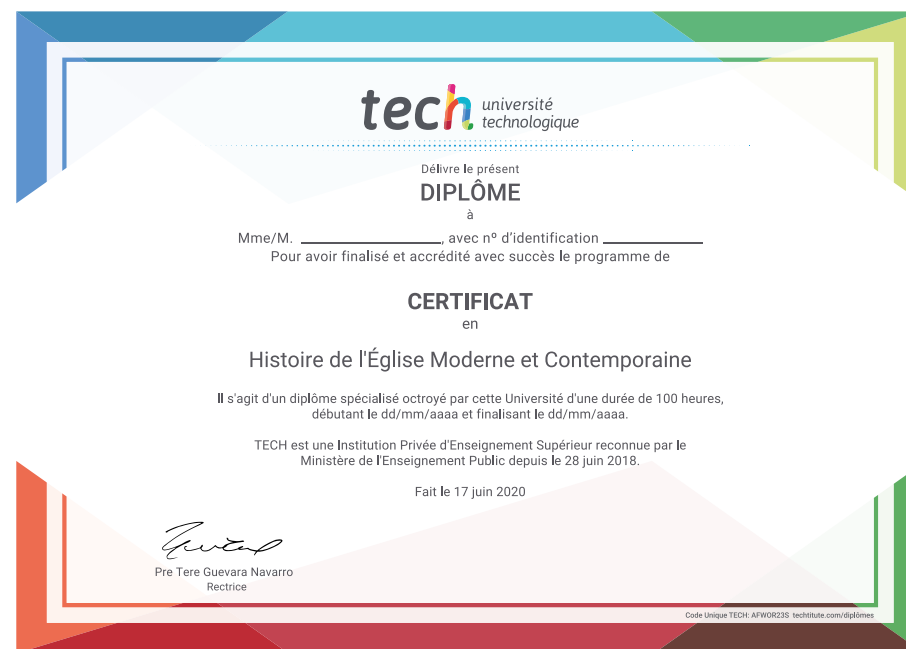 tech université
technologique
Délivre le présent
DIPLÔME
à
Mme/M. ____________________, avec nº d'identification ______________
Pour avoir finalisé et accrédité avec succès le programme de
CERTIFICAT
en
Histoire de l'Église Moderne et Contemporaine
Il s'agit d'un diplôme spécialisé octroyé par cette Université d'une durée de 100 heures,
débutant le dd/mm/aaaa et finalisant le dd/mm/aaaa.
TECH est une Institution Privée d'Enseignement Supérieur reconnue par le
Ministère de l'Enseignement Public depuis le 28 juin 2018.
Fait le 17 juin 2020
Pre Tere Guevara Navarro
Rectrice
Code Unique TECH: AFWOR23S techtitute.com/diplômes